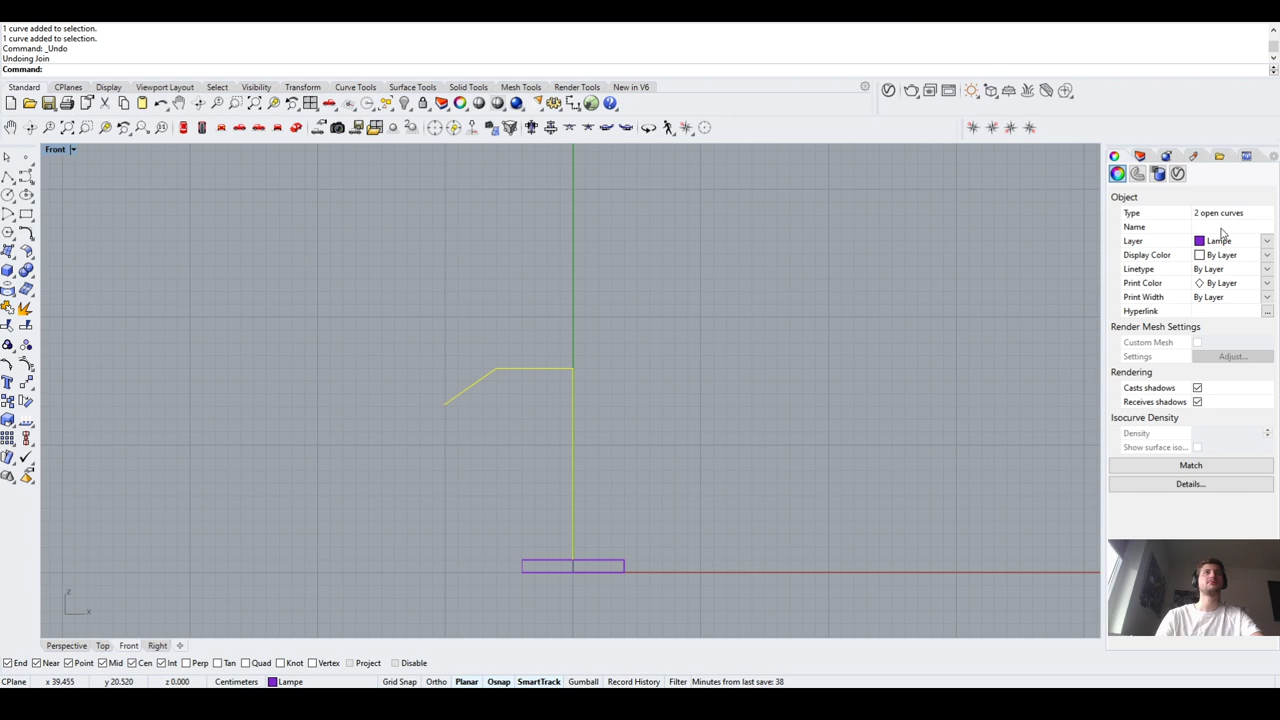 1 curve added to selection.
1 curve added to selection.
Command: _Undo
Undoing Join
Command:
Standard CPlanes Display Viewport Layout Select Visibility Transform Curve Tools Surface Tools Solid Tools Mesh Tools Render Tools New in V6
Front
Object
Type 2 open curves
Name
Layer Lampe
Display Color By Layer
Linetype By Layer
Print Color By Layer
Print Width By Layer
Hyperlink ...
Render Mesh Settings
Custom Mesh
Settings Adjust...
Rendering
Casts shadows
Receives shadows
Isocurve Density
Density
Show surface iso...
Match
Details...
z
x
Perspective Top Front Right
End Near Point Mid Cen Int Perp Tan Quad Knot Vertex Project Disable
CPlane x 39.455 y 20.520 z 0.000 Centimeters Lampe Grid Snap Ortho Planar Osnap SmartTrack Gumball Record History Filter Minutes from last save: 38